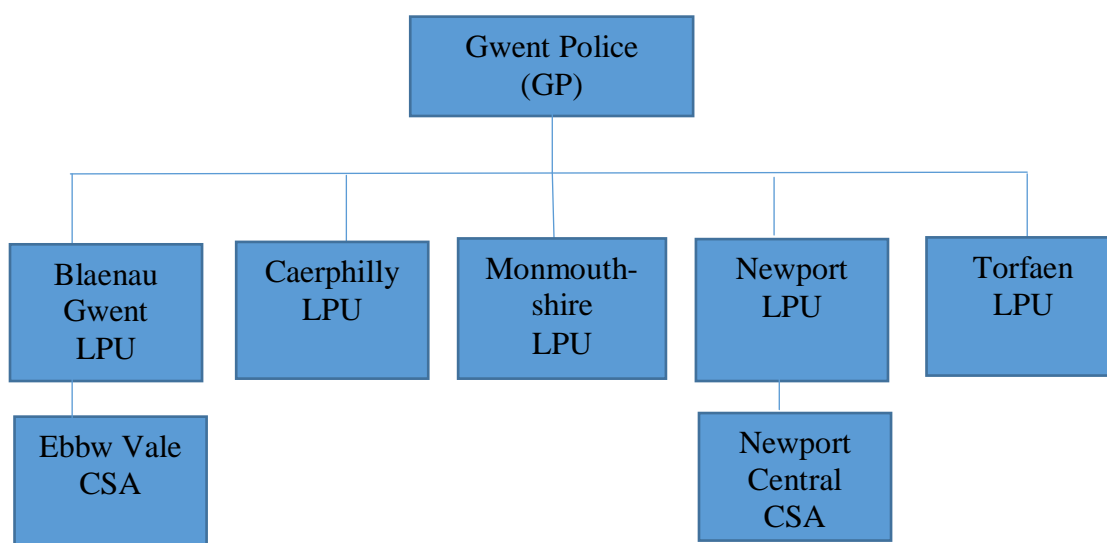 Gwent Police
(GP)
Blaenau
Gwent
LPU
Caerphilly
LPU
Monmouth-
shire
LPU
Newport
LPU
Torfaen
LPU
Ebbw Vale
CSA
Newport
Central
CSA